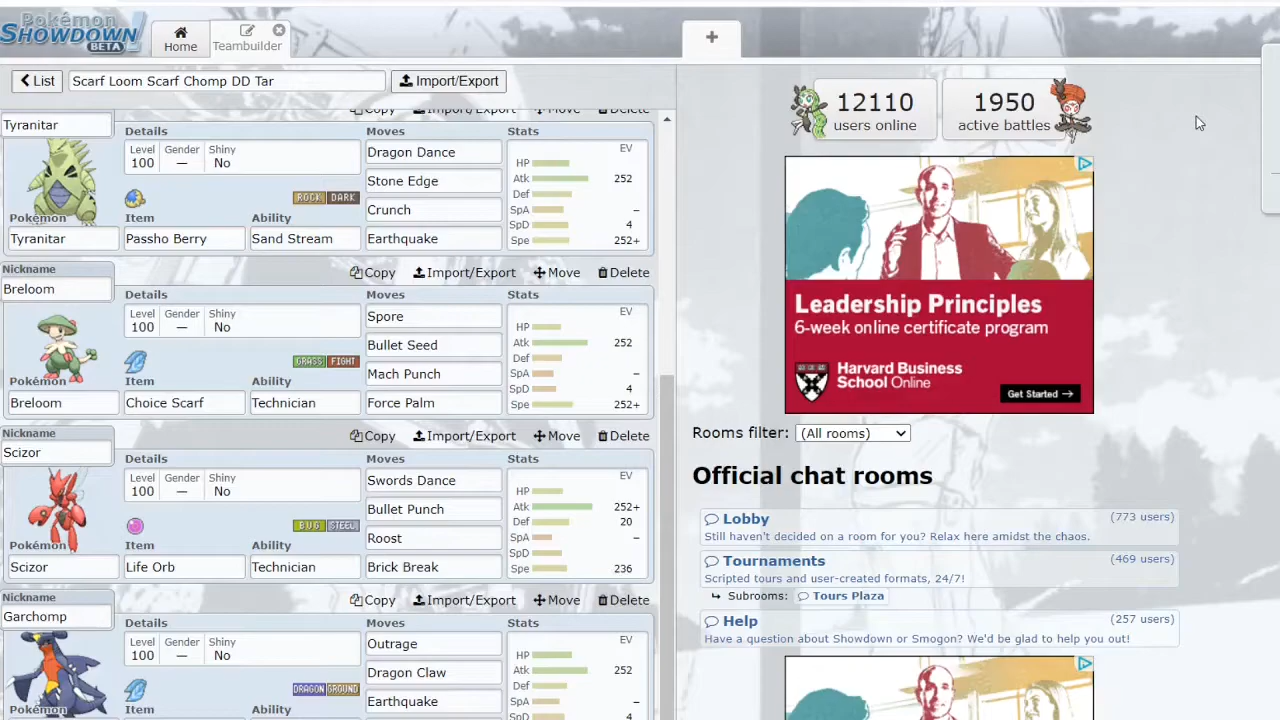 Pokémon
SHOWDOWN!
BETA
Home
Teambuilder
+
List
Scarf Loom Scarf Chomp DD Tar
Import/Export
12110
users online
1950
active battles
Copy Import/Export Move Delete
Tyranitar
Details
Level
100
Gender
—
Shiny
No
ROCK DARK
Pokémon
Tyranitar
Item
Passho Berry
Ability
Sand Stream
Moves
Dragon Dance
Stone Edge
Crunch
Earthquake
Stats
EV
HP
Atk 252
Def
SpA –
SpD 4
Spe 252+
Copy Import/Export Move Delete
Nickname
Breloom
Details
Level
100
Gender
—
Shiny
No
GRASS FIGHT
Pokémon
Breloom
Item
Choice Scarf
Ability
Technician
Moves
Spore
Bullet Seed
Mach Punch
Force Palm
Stats
EV
HP
Atk 252
Def
SpA –
SpD 4
Spe 252+
Copy Import/Export Move Delete
Nickname
Scizor
Details
Level
100
Gender
—
Shiny
No
BUG STEEL
Pokémon
Scizor
Item
Life Orb
Ability
Technician
Moves
Swords Dance
Bullet Punch
Roost
Brick Break
Stats
EV
HP
Atk 252+
Def 20
SpA –
SpD
Spe 236
Copy Import/Export Move Delete
Nickname
Garchomp
Details
Level
100
Gender
—
Shiny
No
DRAGON GROUND
Pokémon
Item
Ability
Moves
Outrage
Dragon Claw
Earthquake
Stats
EV
HP
Atk 252
Def
SpA –
SpD 4
Leadership Principles
6-week online certificate program
Harvard Business
School Online
Get Started →
Rooms filter: (All rooms)
Official chat rooms
Lobby (773 users)
Still haven't decided on a room for you? Relax here amidst the chaos.
Tournaments (469 users)
Scripted tours and user-created formats, 24/7!
Subrooms: Tours Plaza
Help (257 users)
Have a question about Showdown or Smogon? We'd be glad to help you out!